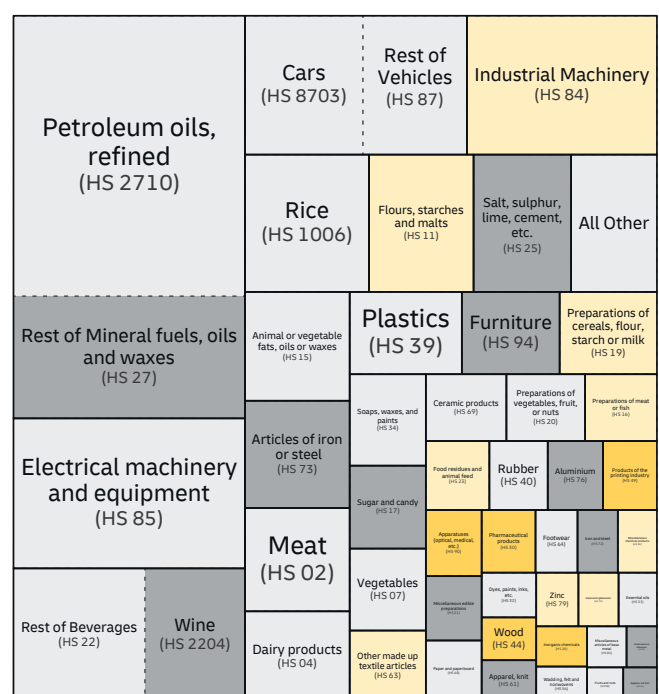 Petroleum oils,
refined
(HS 2710)
Cars
(HS 8703)
Rest of
Vehicles
(HS 87)
Industrial Machinery
(HS 84)
Rice
(HS 1006)
Flours, starches
and malts
(HS 11)
Salt, sulphur,
lime, cement,
etc.
(HS 25)
All Other
Rest of Mineral fuels, oils
and waxes
(HS 27)
Animal or vegetable
fats, oils or waxes
(HS 15)
Plastics
(HS 39)
Furniture
(HS 94)
Preparations of
cereals, flour,
starch or milk
(HS 19)
Soaps, waxes, and
paints
(HS 34)
Ceramic products
(HS 69)
Preparations of
vegetables, fruit,
or nuts
(HS 20)
Preparations of meat
or fish
(HS 16)
Electrical machinery
and equipment
(HS 85)
Articles of iron
or steel
(HS 73)
Sugar and candy
(HS 17)
Food residues and
animal feed
(HS 23)
Rubber
(HS 40)
Aluminium
(HS 76)
Products of the
printing industry
(HS 49)
Meat
(HS 02)
Vegetables
(HS 07)
Apparatuses
(optical, medical,
etc.)
(HS 90)
Pharmaceutical
products
(HS 30)
Footwear
(HS 64)
Iron and steel
(HS 72)
Miscellaneous edible
preparations
(HS 21)
Dyes, paints, inks,
etc.
(HS 32)
Zinc
(HS 79)
Essential oils
(HS 33)
Rest of Beverages
(HS 22)
Wine
(HS 2204)
Dairy products
(HS 04)
Other made up
textile articles
(HS 63)
Paper and paperboard
(HS 48)
Wood
(HS 44)
Inorganic chemicals
(HS 28)
Miscellaneous
articles of base
metal
Apparel, knit
(HS 61)
Wadding, felt and
nonwovens
(HS 56)